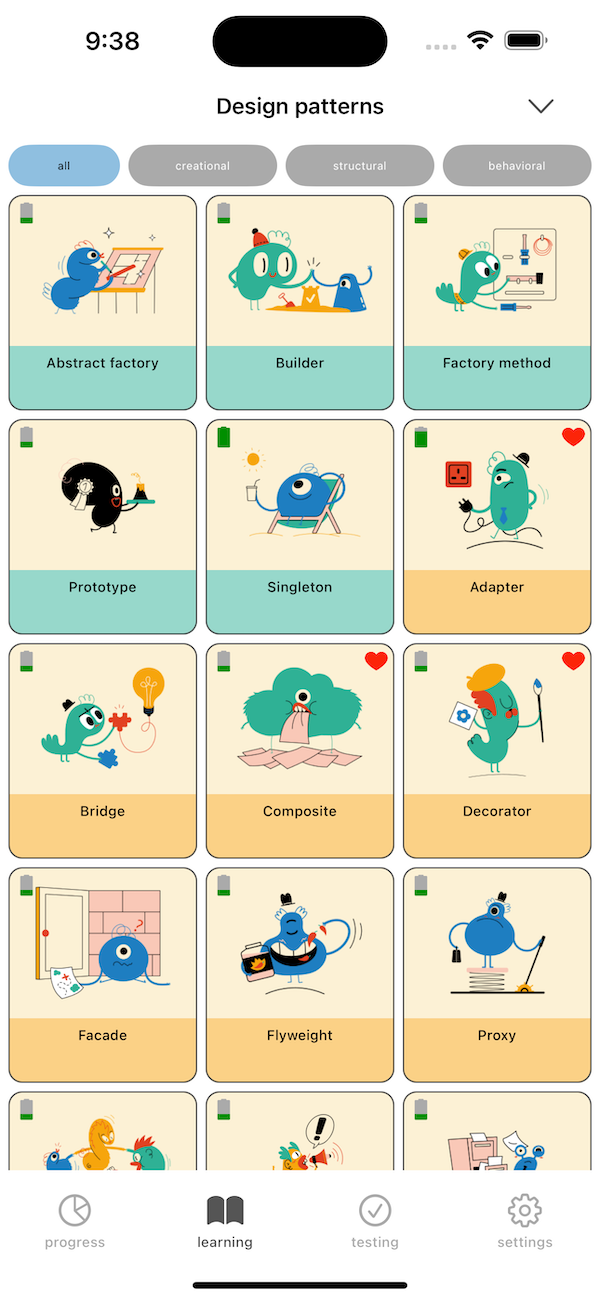 9:38
Design patterns
all
creational
structural
behavioral
Abstract factory
Builder
Factory method
Prototype
Singleton
Adapter
Bridge
Composite
Decorator
Facade
Flyweight
Proxy
progress
learning
testing
settings